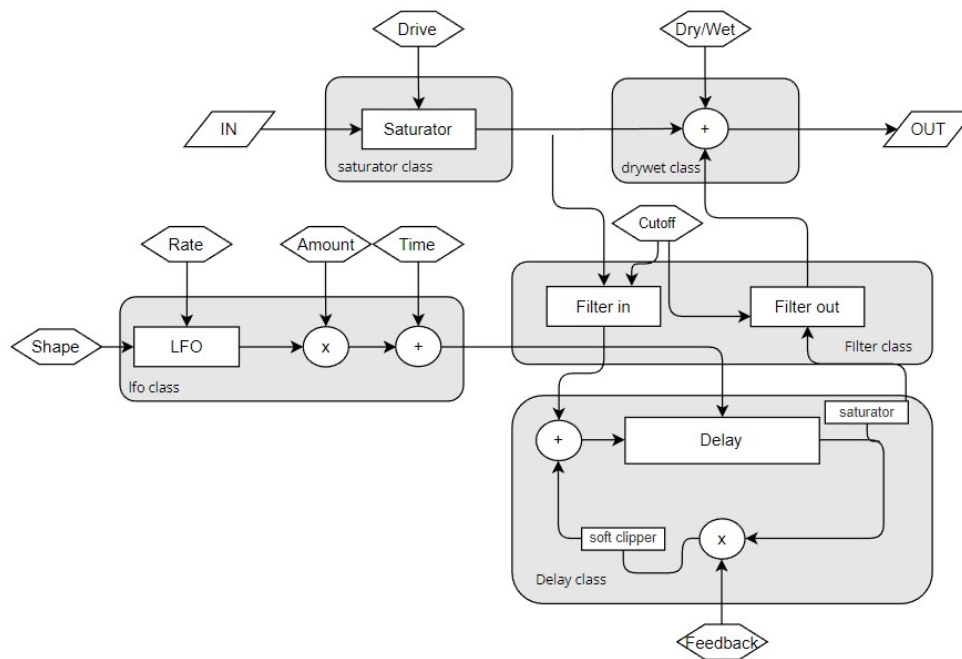 Drive
Dry/Wet
IN
Saturator
+
OUT
saturator class
drywet class
Cutoff
Rate
Amount
Time
Filter in
Filter out
Shape
LFO
x
+
FIlter class
lfo class
saturator
+
Delay
soft clipper
x
Delay class
Feedback